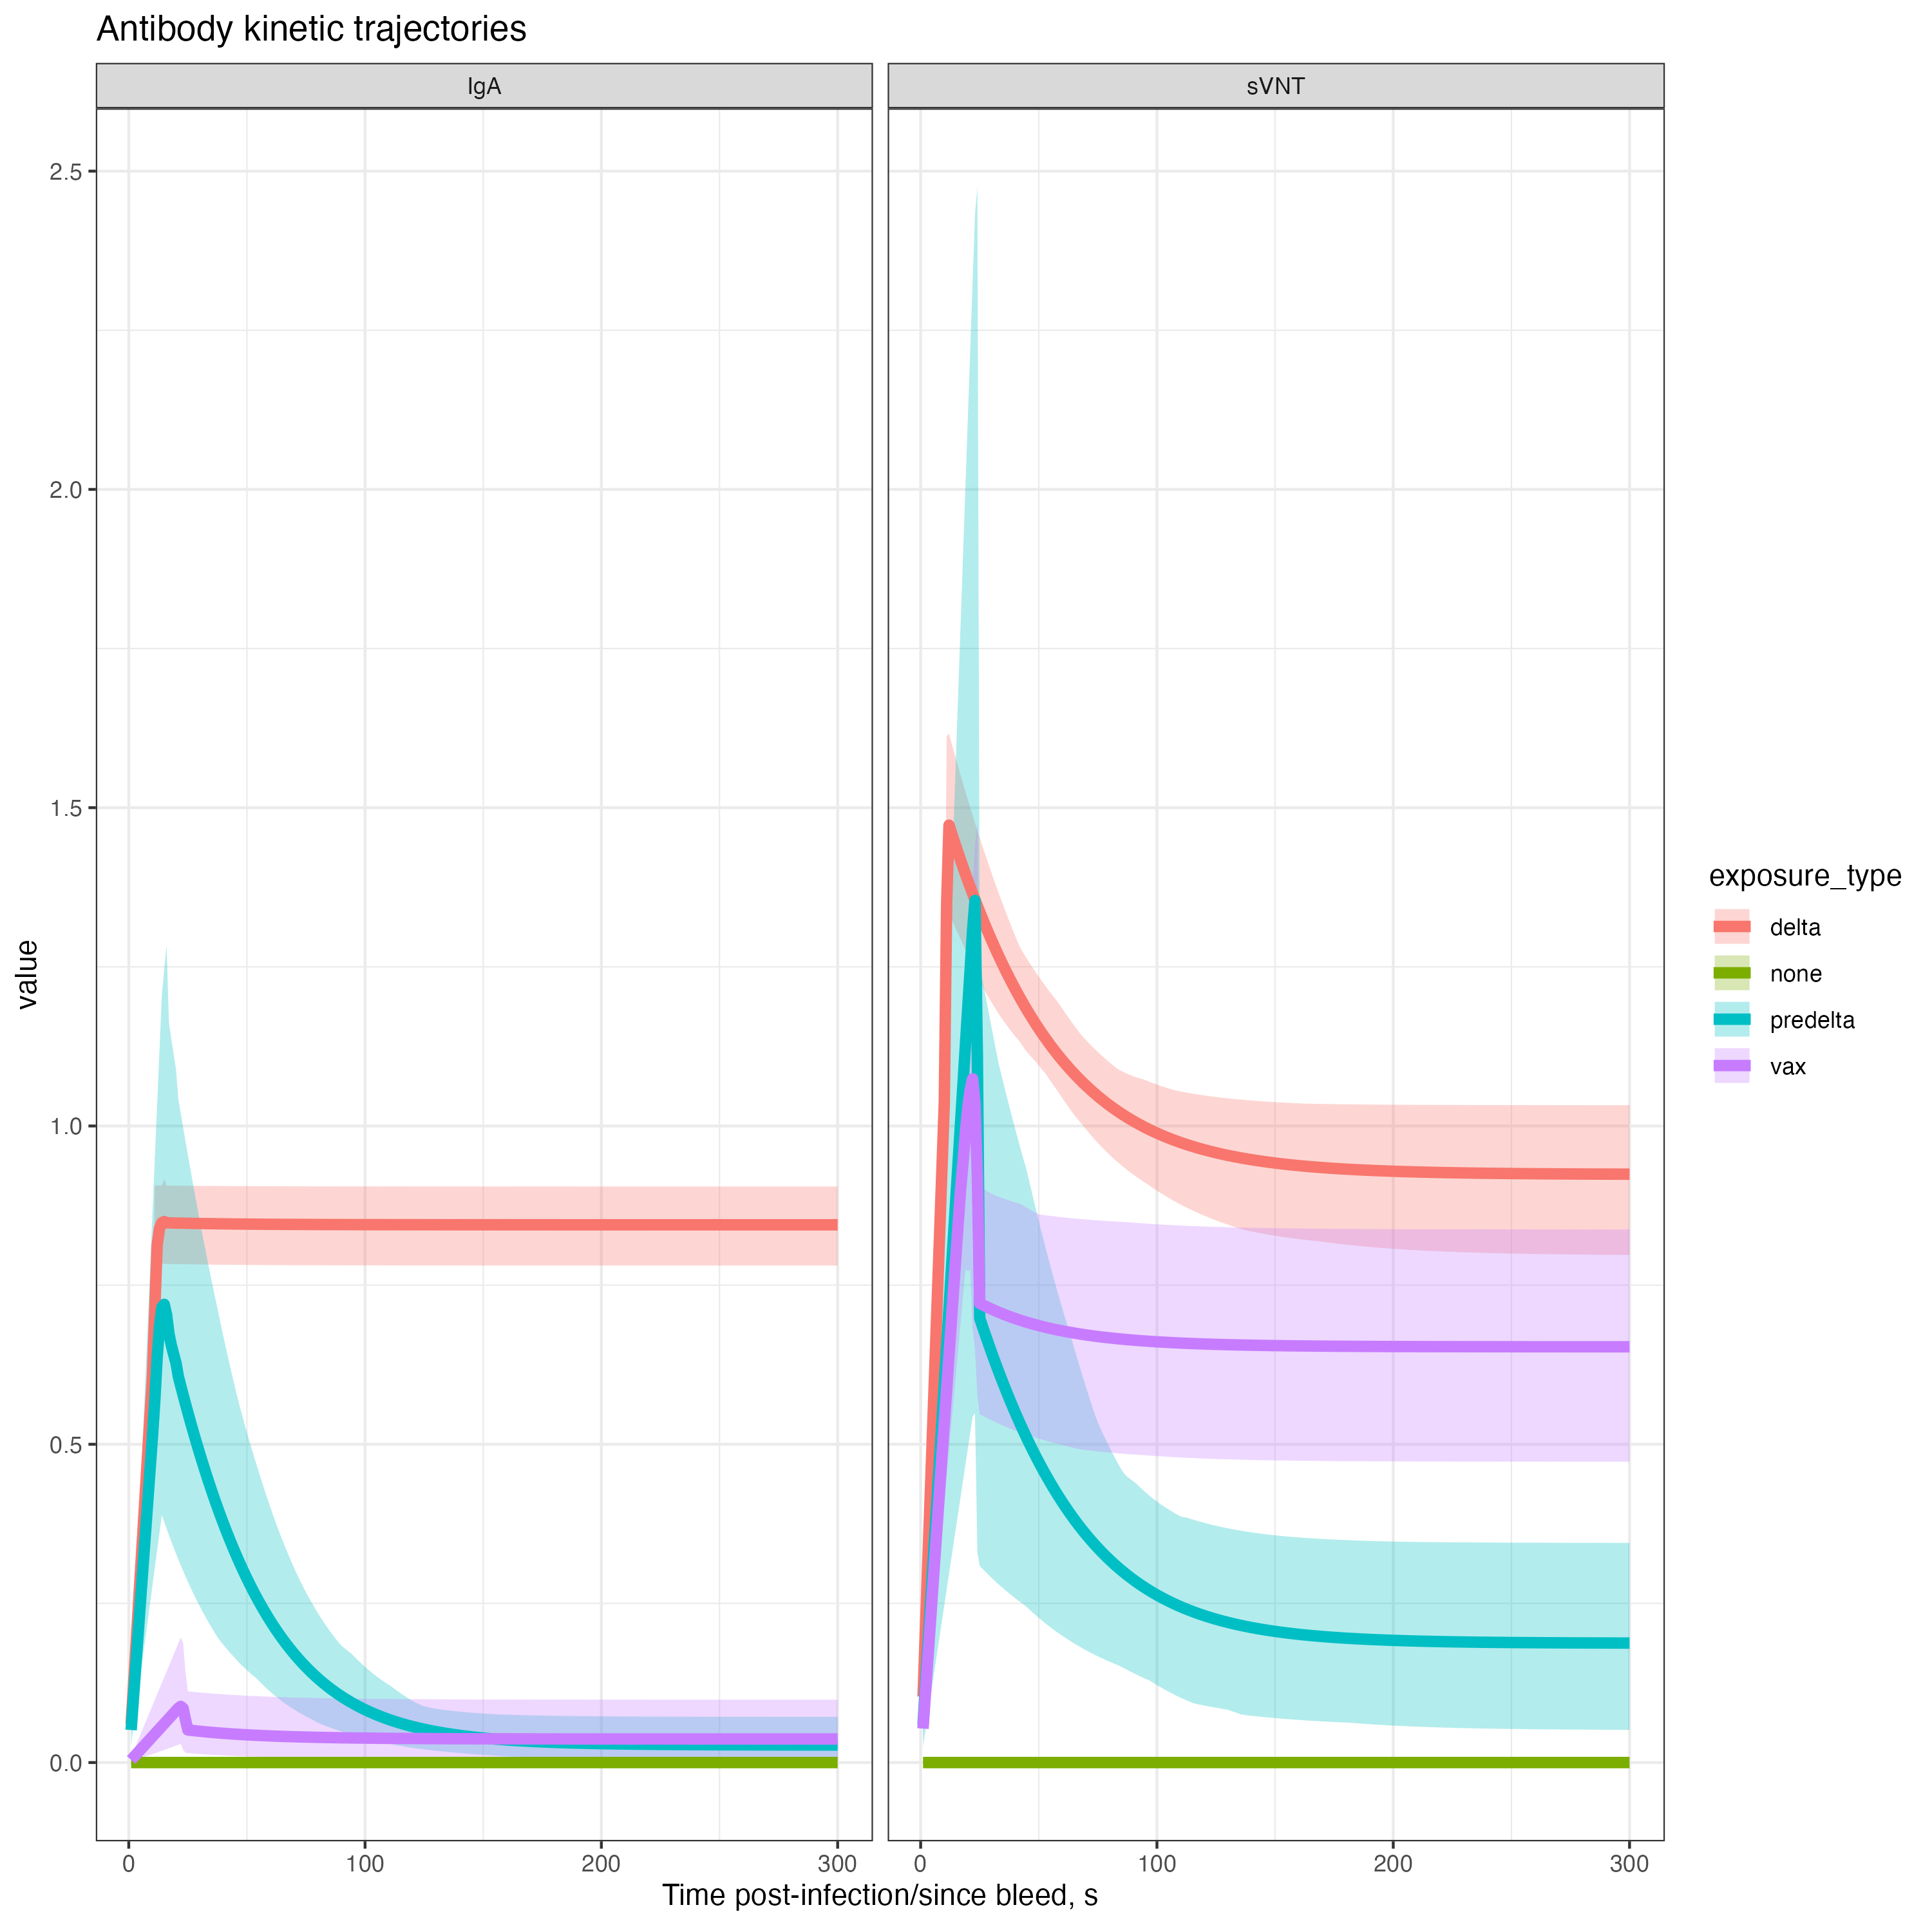 Antibody kinetic trajectories
IgA
sVNT
value
2.5
2.0
1.5
1.0
0.5
0.0
0
100
200
300
0
100
200
300
Time post-infection/since bleed, s
exposure_type
delta
none
predelta
vax